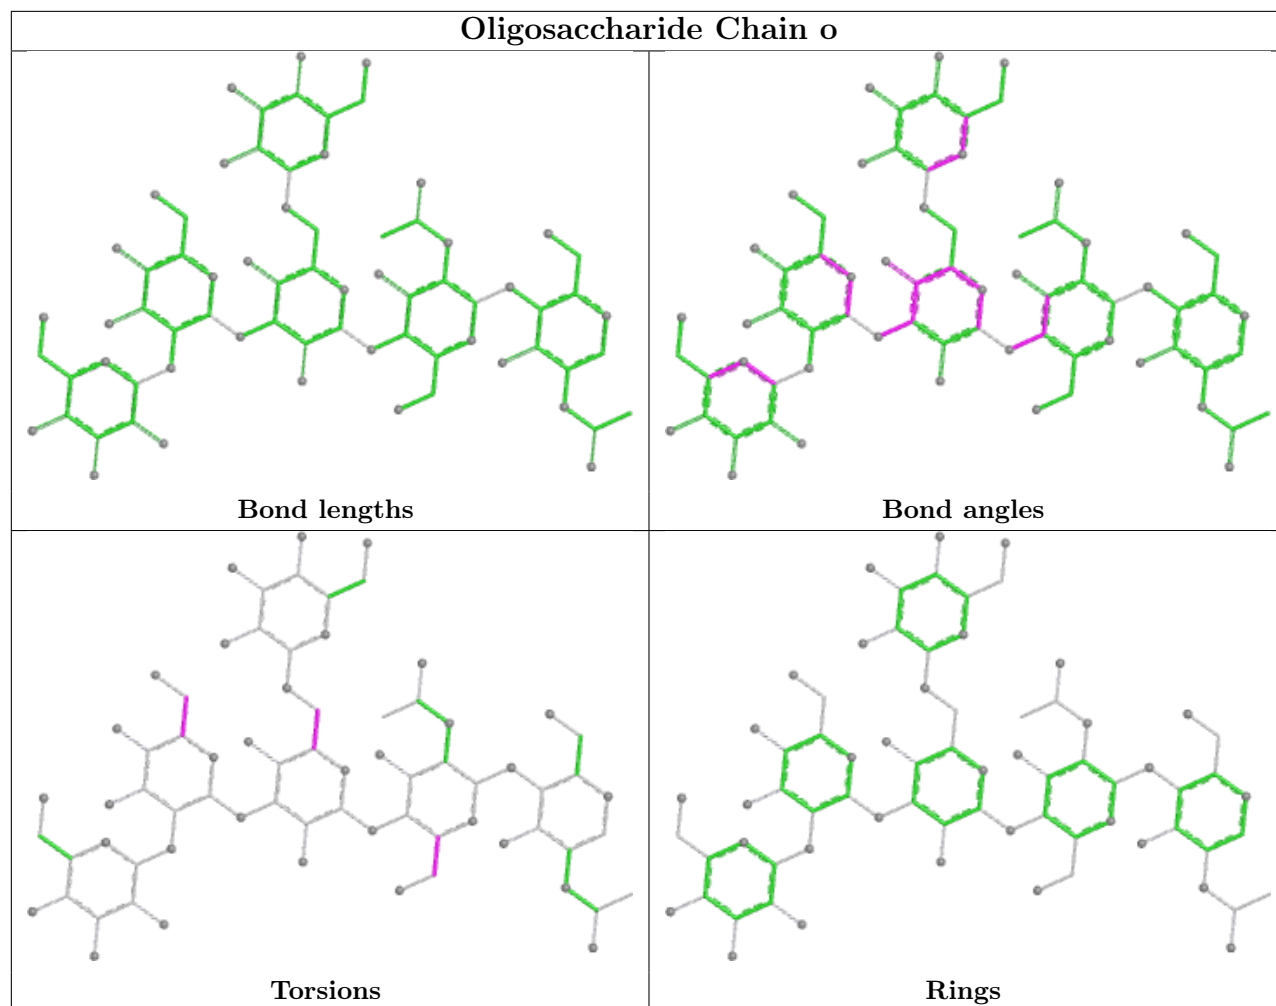 Oligosaccharide Chain o
Bond lengths
Bond angles
Torsions
Rings